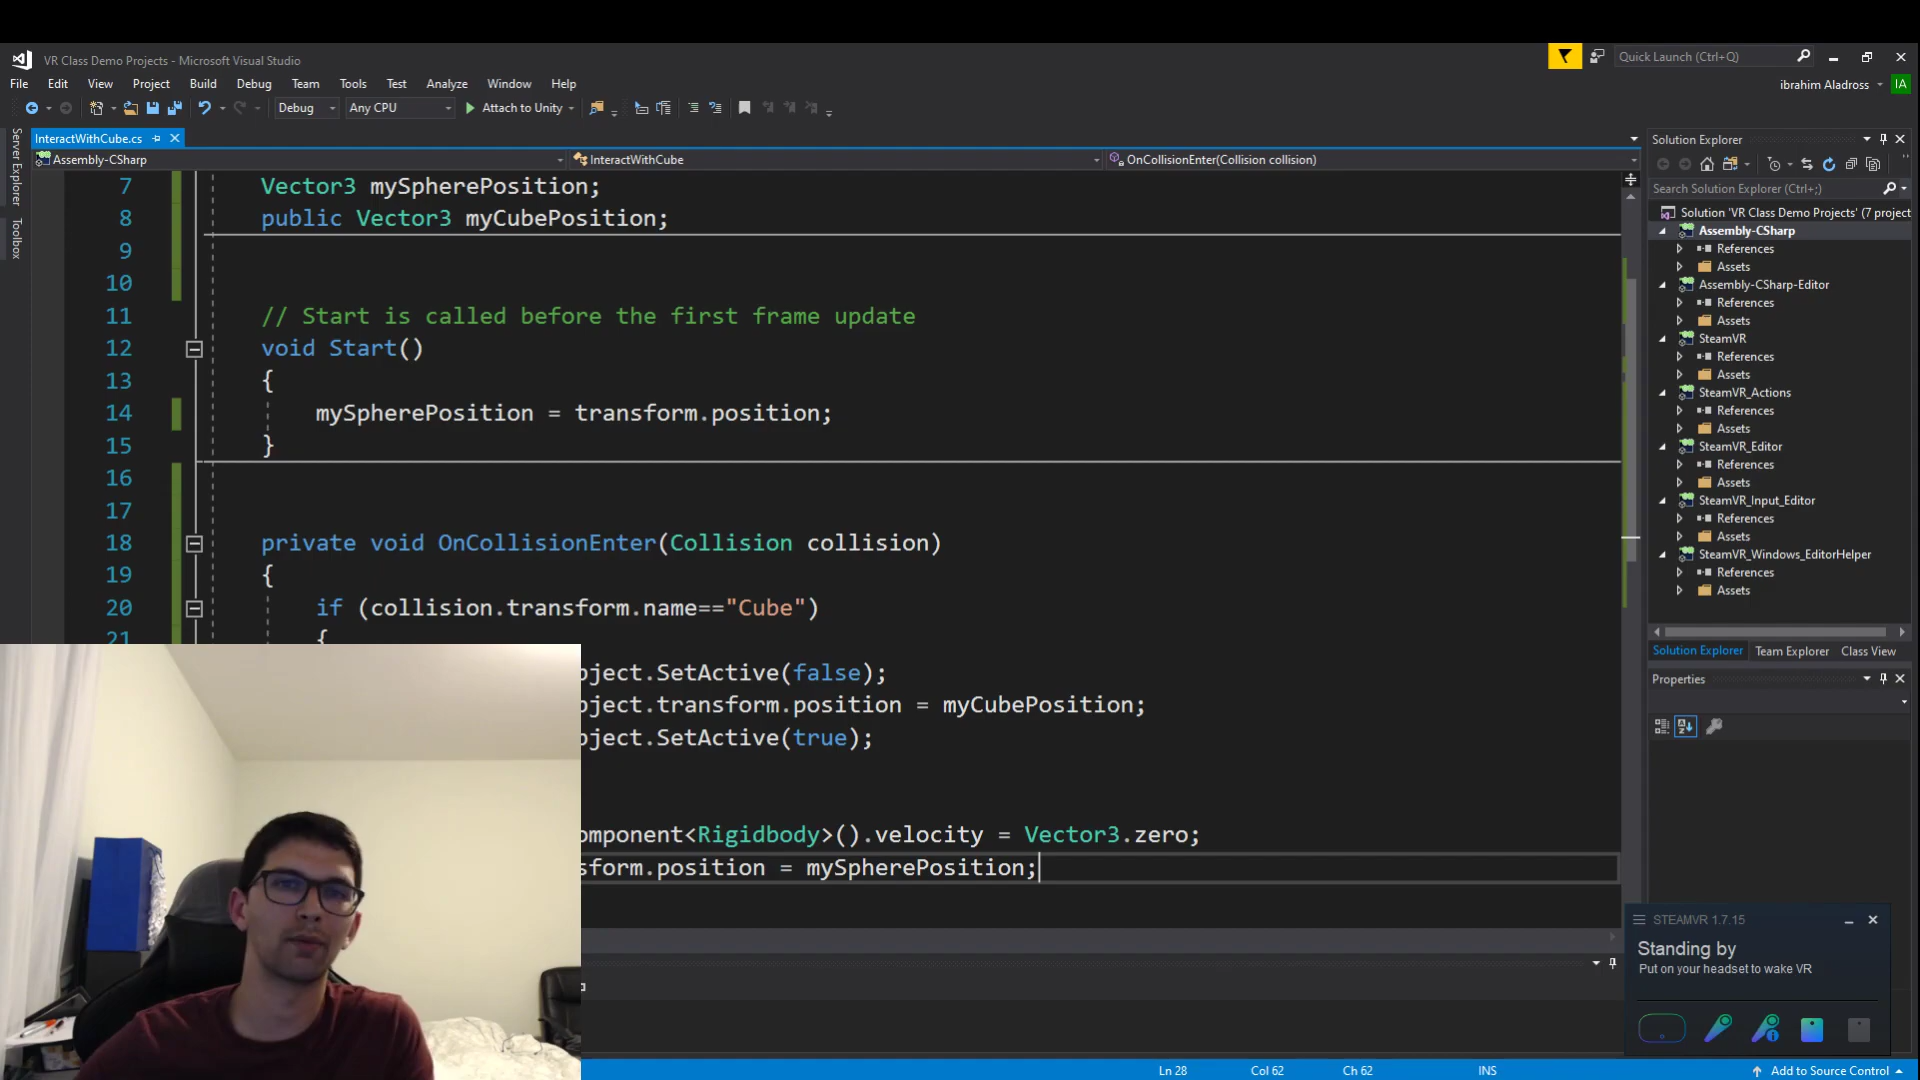 VR Class Demo Projects - Microsoft Visual Studio
Quick Launch (Ctrl+Q)
File Edit View Project Build Debug Team Tools Test Analyze Window Help
ibrahim Aladross IA
Debug Any CPU Attach to Unity
Server Explorer
Toolbox
InteractWithCube.cs
Assembly-CSharp InteractWithCube OnCollisionEnter(Collision collision)
7 Vector3 mySpherePosition;
8 public Vector3 myCubePosition;
9
10
11 // Start is called before the first frame update
12 void Start()
13 {
14 mySpherePosition = transform.position;
15 }
16
17
18 private void OnCollisionEnter(Collision collision)
19 {
20 if (collision.transform.name=="Cube")
21 {
bject.SetActive(false);
bject.transform.position = myCubePosition;
bject.SetActive(true);
omponent<Rigidbody>().velocity = Vector3.zero;
sform.position = mySpherePosition;
Solution Explorer
Search Solution Explorer (Ctrl+;)
Solution 'VR Class Demo Projects' (7 project
Assembly-CSharp
References
Assets
Assembly-CSharp-Editor
References
Assets
SteamVR
References
Assets
SteamVR_Actions
References
Assets
SteamVR_Editor
References
Assets
SteamVR_Input_Editor
References
Assets
SteamVR_Windows_EditorHelper
References
Assets
Solution Explorer Team Explorer Class View
Properties
STEAMVR 1.7.15
Standing by
Put on your headset to wake VR
Ln 28 Col 62 Ch 62 INS Add to Source Control